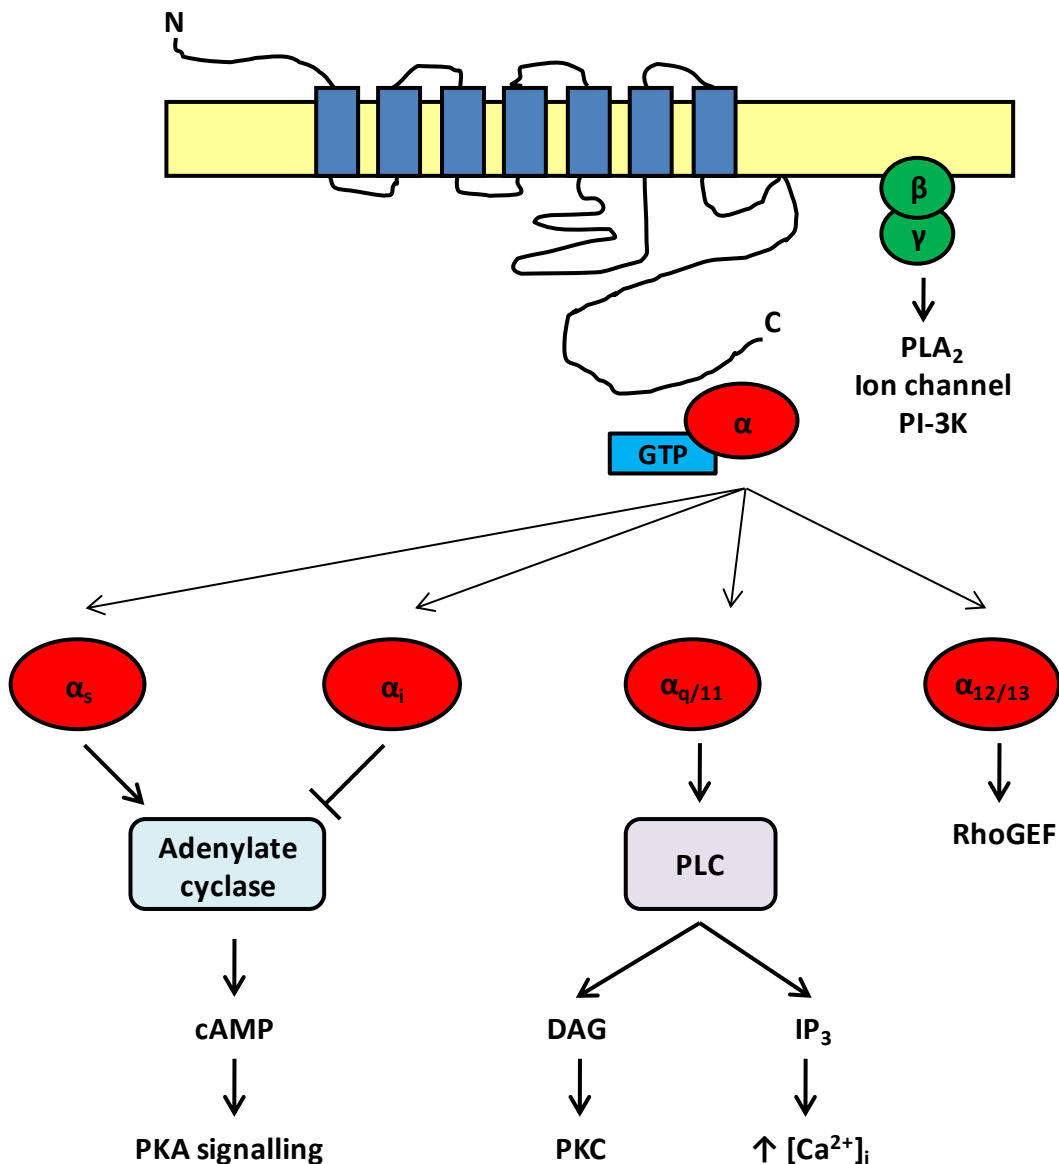 N
β
γ
C
PLA₂
Ion channel
PI-3K
α
GTP
αₛ
αᵢ
α_q/11
α₁₂/₁₃
Adenylate
cyclase
PLC
RhoGEF
cAMP
DAG
IP₃
PKA signalling
PKC
↑ [Ca²⁺]ᵢ